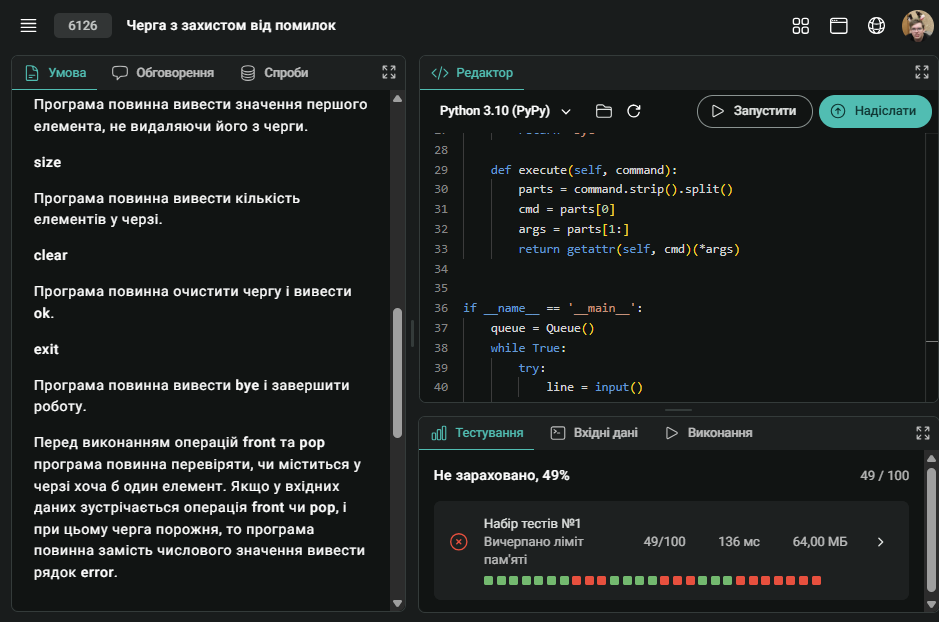 6126 Черга з захистом від помилок
Умова Обговорення Спроби
Програма повинна вивести значення першого
елемента, не видаляючи його з черги.
size
Програма повинна вивести кількість
елементів у черзі.
clear
Програма повинна очистити чергу і вивести
ok.
exit
Програма повинна вивести bye і завершити
роботу.
Перед виконанням операцій front та pop
програма повинна перевіряти, чи міститься у
черзі хоча б один елемент. Якщо у вхідних
даних зустрічається операція front чи pop, і
при цьому черга порожня, то програма
повинна замість числового значення вивести
рядок error.
Редактор
Python 3.10 (PyPy) Запустити Надіслати
28
29 def execute(self, command):
30 parts = command.strip().split()
31 cmd = parts[0]
32 args = parts[1:]
33 return getattr(self, cmd)(*args)
34
35
36 if __name__ == '__main__':
37 queue = Queue()
38 while True:
39 try:
40 line = input()
Тестування Вхідні дані Виконання
Не зараховано, 49% 49 / 100
Набір тестів №1
Вичерпано ліміт 49/100 136 мс 64,00 МБ
пам'яті